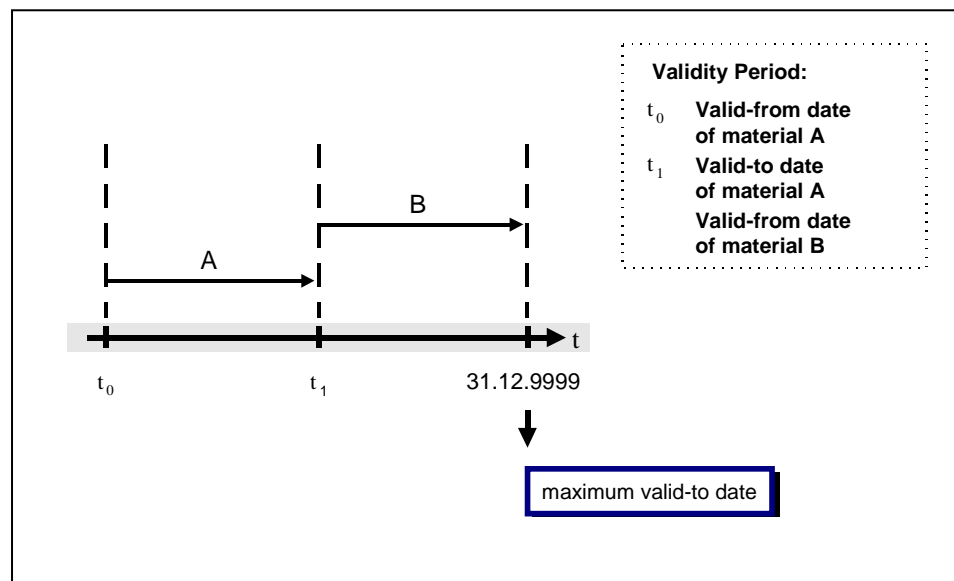 Validity Period:
t0 Valid-from date
of material A
t1 Valid-to date
of material A
Valid-from date
of material B
B
A
t
t0 t1 31.12.9999
maximum valid-to date